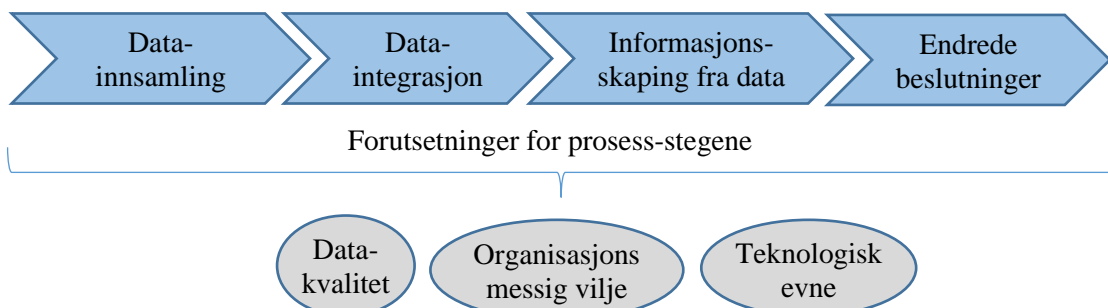 Data-
innsamling
Data-
integrasjon
Informasjons-
skaping fra data
Endrede
beslutninger
Forutsetninger for prosess-stegene
Data-
kvalitet
Organisasjons
messig vilje
Teknologisk
evne